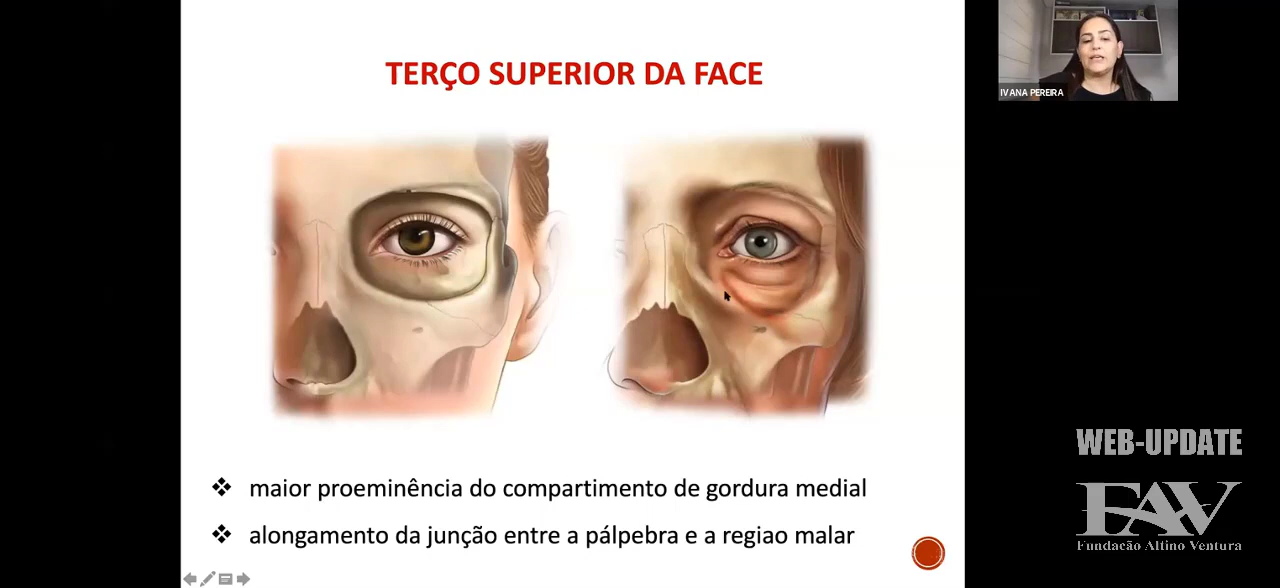 TERÇO SUPERIOR DA FACE
IVANA PEREIRA
maior proeminência do compartimento de gordura medial
alongamento da junção entre a pálpebra e a regiao malar
WEB-UPDATE
FAV
Fundação Altino Ventura